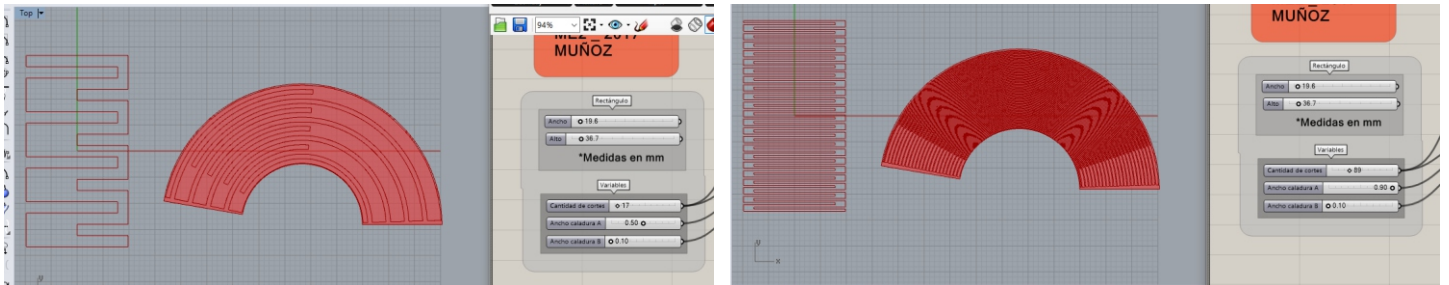 Top
94%
MUÑOZ
Rectángulo
Ancho 19.6
Alto 36.7
*Medidas en mm
Variables
Cantidad de cortes 17
Ancho caladura A 0.50
Ancho caladura B 0.10
MUÑOZ
Rectángulo
Ancho 19.6
Alto 36.7
*Medidas en mm
Variables
Cantidad de cortes 89
Ancho caladura A 0.90
Ancho caladura B 0.10
y
x